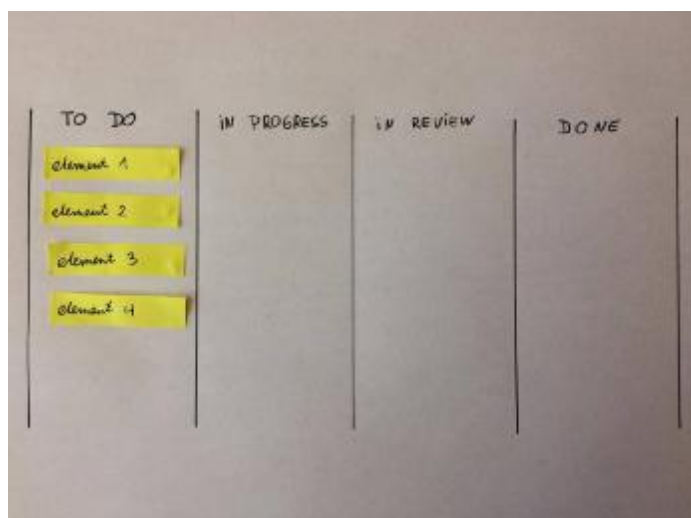 TO DO
iN PROGRESS
iN REViEW
DONE
element 1
element 2
element 3
element 4